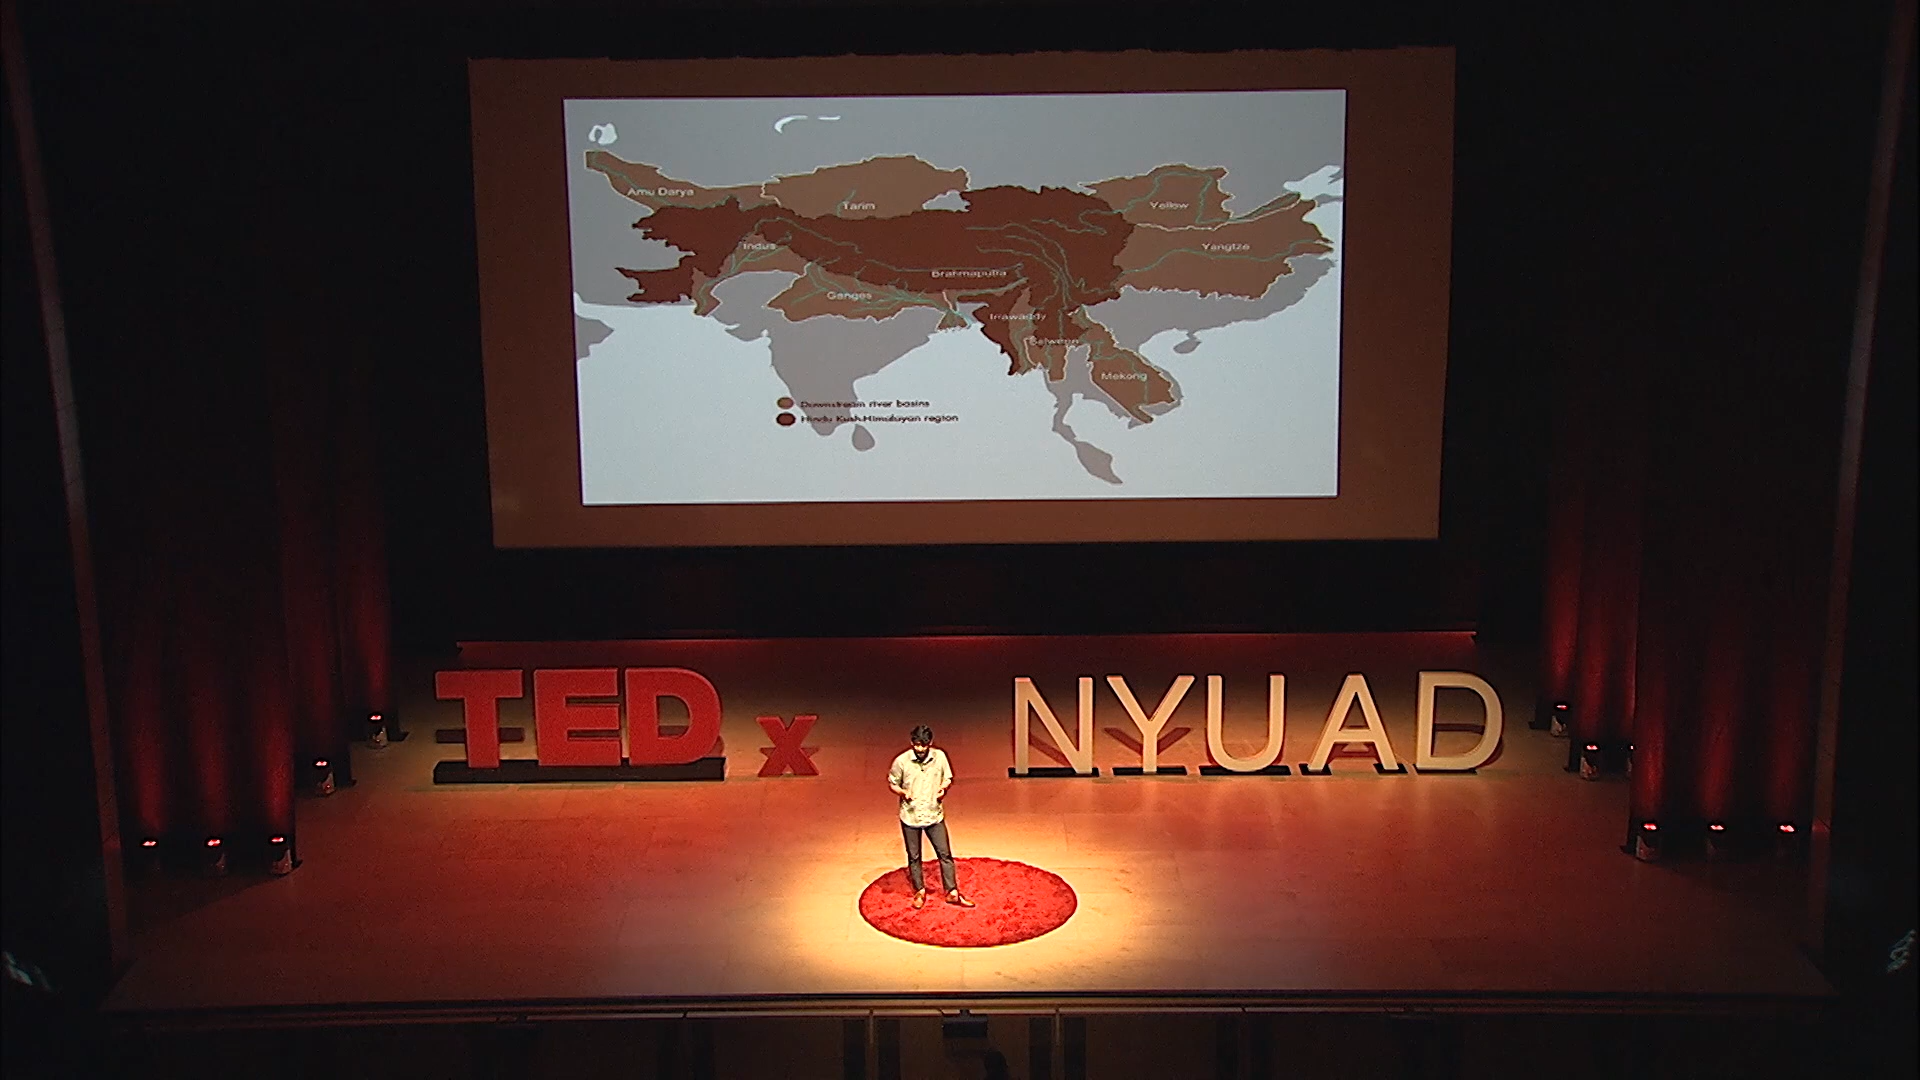 Amu Darya
Tarim
Yellow
Indus
Yangtze
Brahmaputra
Ganges
Irrawaddy
Salween
Mekong
Downstream river basins
Hindu Kush-Himalayan region
TEDx NYUAD